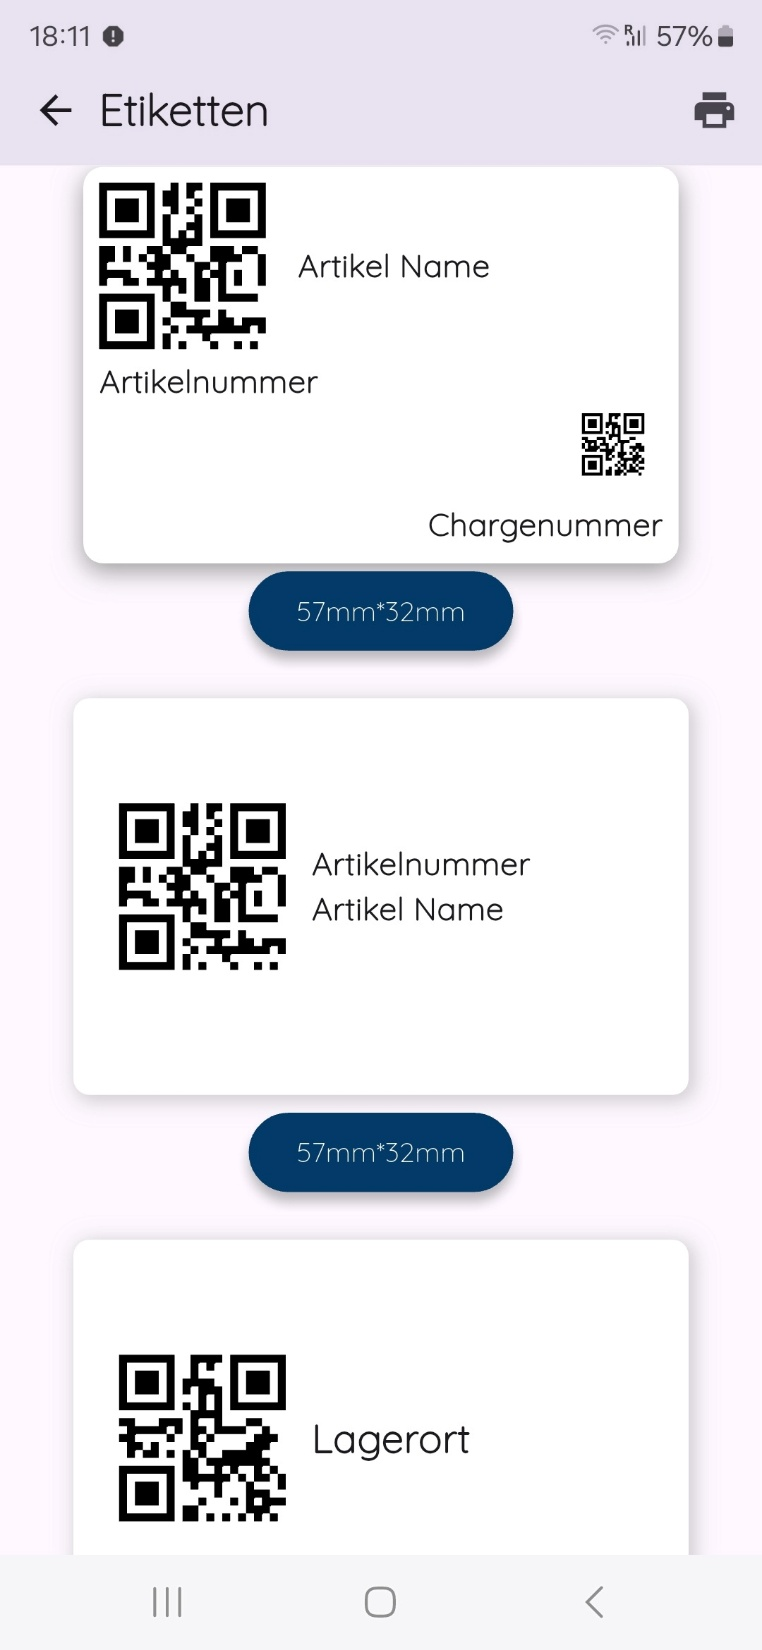 18:11 57%
Etiketten
Artikel Name
Artikelnummer
Chargenummer
57mm*32mm
Artikelnummer
Artikel Name
57mm*32mm
Lagerort